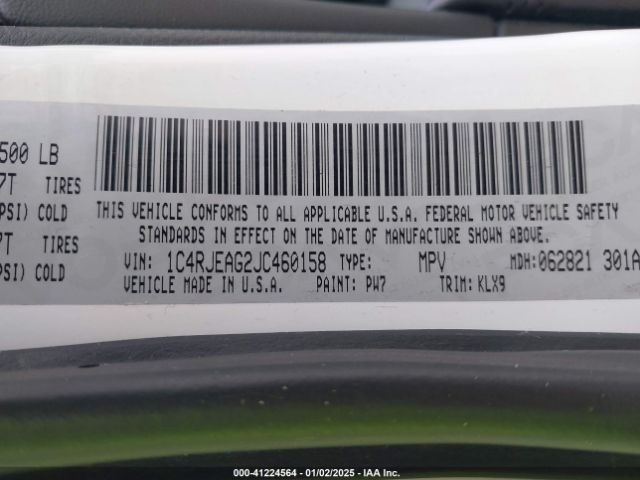 500 LB
7T TIRES
PSI) COLD
7T TIRES
PSI) COLD
THIS VEHICLE CONFORMS TO ALL APPLICABLE U.S.A. FEDERAL MOTOR VEHICLE SAFETY
STANDARDS IN EFFECT ON THE DATE OF MANUFACTURE SHOWN ABOVE.
VIN: 1C4RJEAG2JC460158 TYPE: MPV MDH:062821 301A
VEHICLE MADE IN U.S.A. PAINT: PW7 TRIM: KLX9
000-41224564 - 01/02/2025 - IAA Inc.